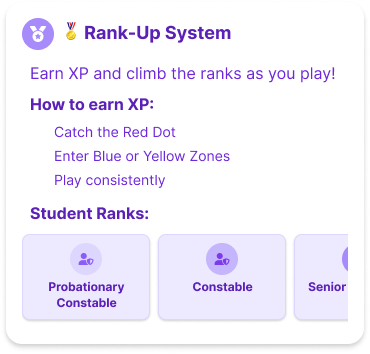 Rank-Up System
Earn XP and climb the ranks as you play!
How to earn XP:
Catch the Red Dot
Enter Blue or Yellow Zones
Play consistently
Student Ranks:
Probationary
Constable
Constable
Senior